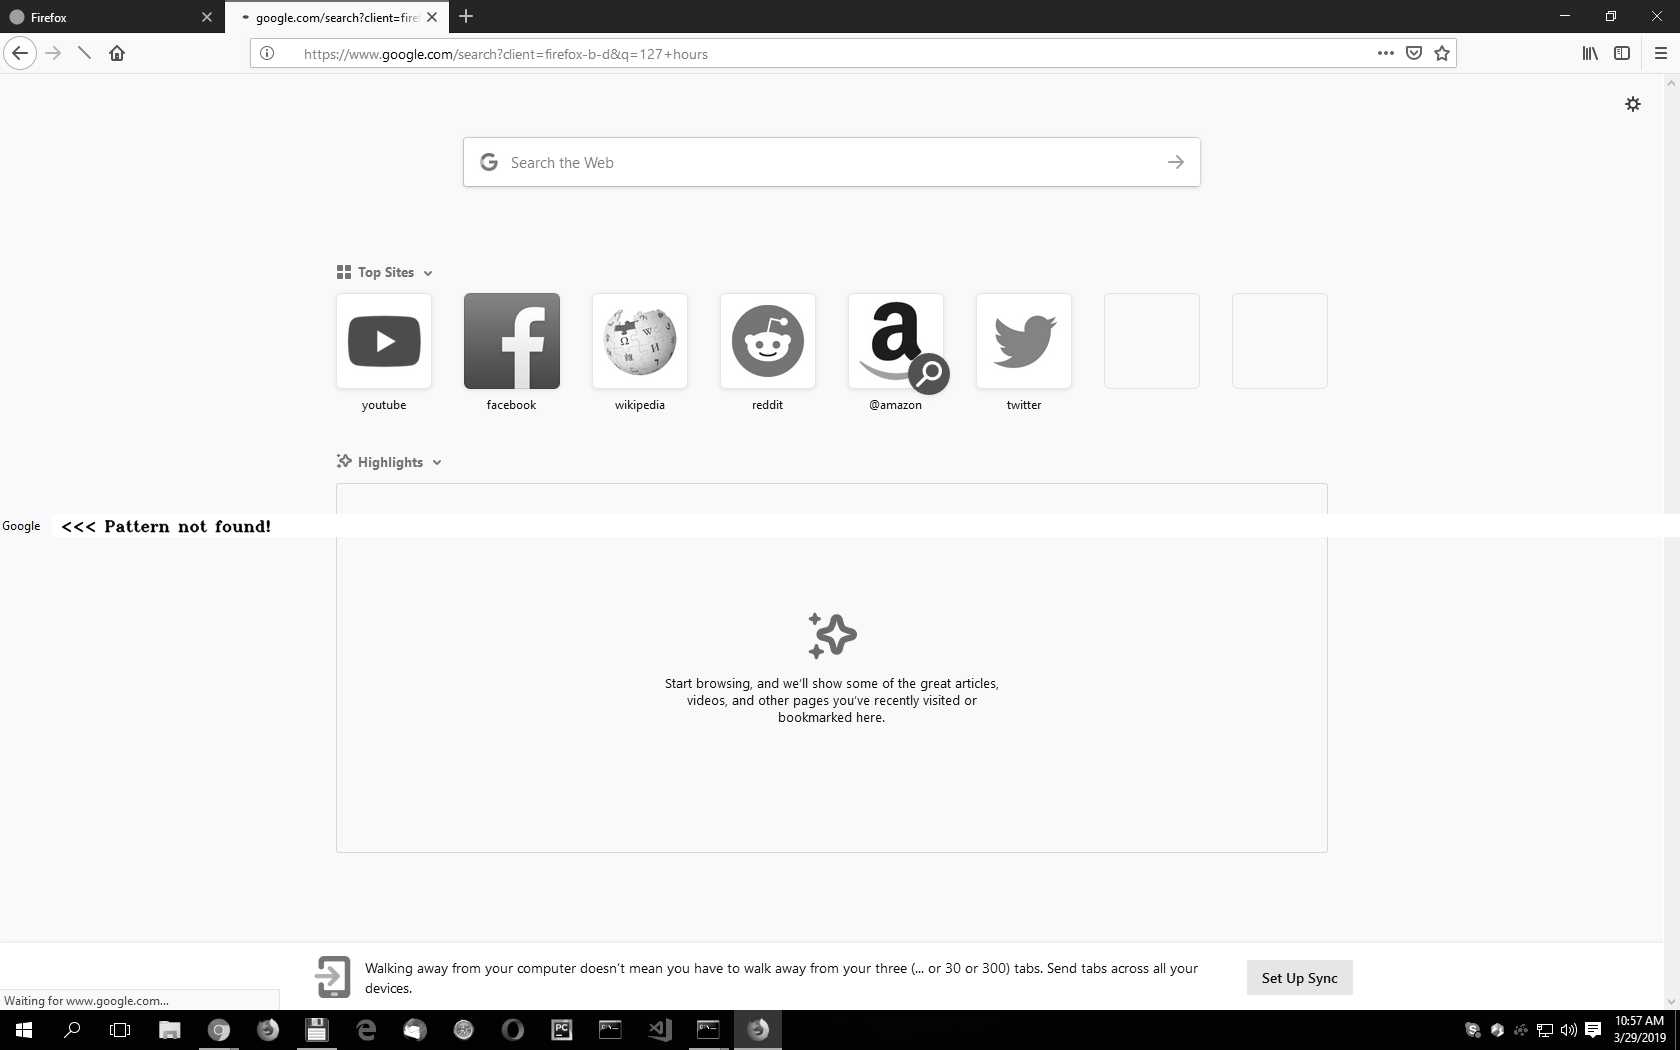 Firefox
google.com/search?client=fire
https://www.google.com/search?client=firefox-b-d&q=127+hours
Search the Web
Top Sites
youtube
facebook
wikipedia
reddit
@amazon
twitter
Highlights
Google <<< Pattern not found!
Start browsing, and we'll show some of the great articles,
videos, and other pages you've recently visited or
bookmarked here.
Walking away from your computer doesn't mean you have to walk away from your three (... or 30 or 300) tabs. Send tabs across all your
devices.
Set Up Sync
Waiting for www.google.com...
10:57 AM
3/29/2019